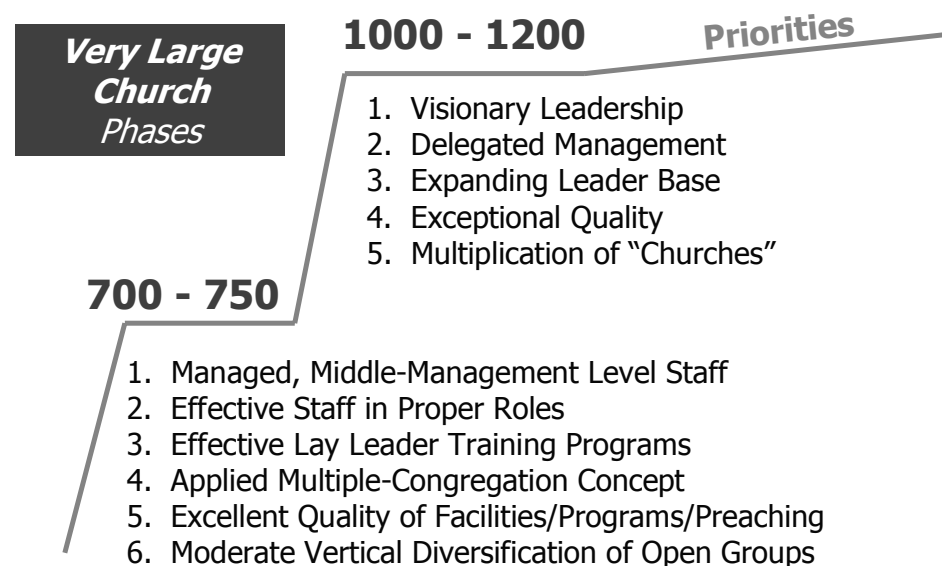 Very Large
Church
Phases
1000 - 1200
Priorities
1. Visionary Leadership
2. Delegated Management
3. Expanding Leader Base
4. Exceptional Quality
5. Multiplication of “Churches”
700 - 750
1. Managed, Middle-Management Level Staff
2. Effective Staff in Proper Roles
3. Effective Lay Leader Training Programs
4. Applied Multiple-Congregation Concept
5. Excellent Quality of Facilities/Programs/Preaching
6. Moderate Vertical Diversification of Open Groups